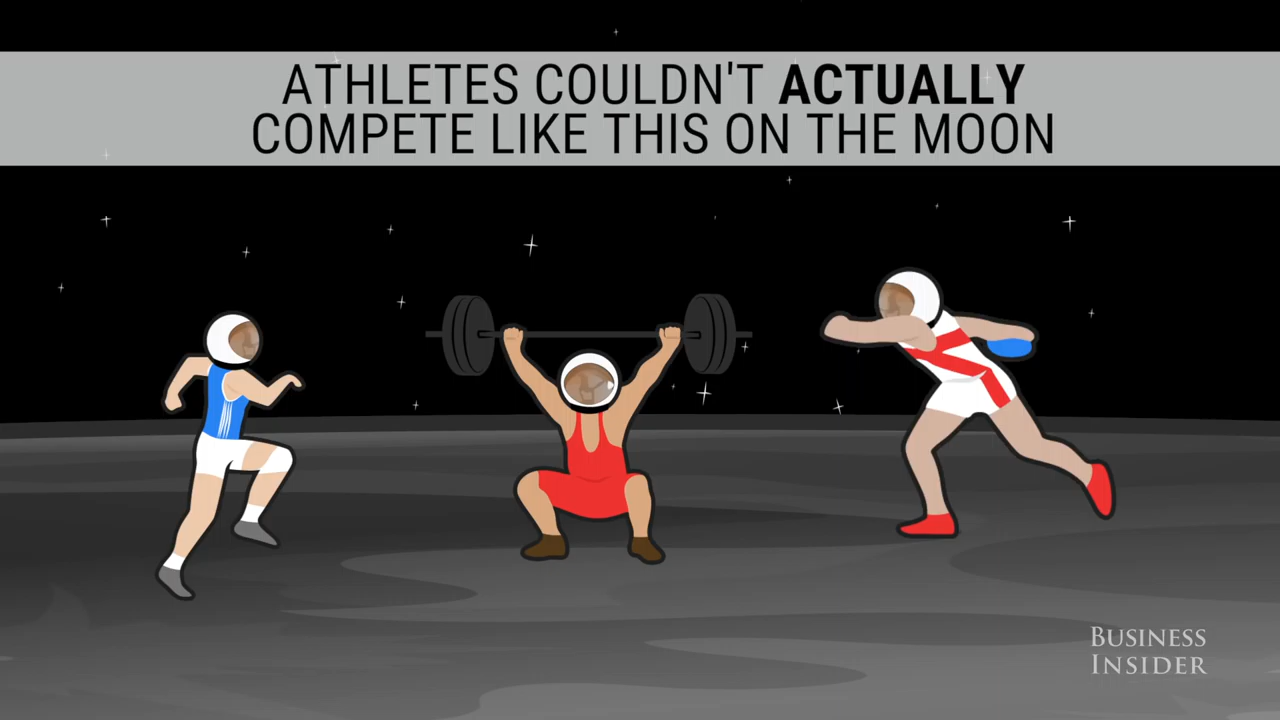 ATHLETES COULDN'T ACTUALLY
COMPETE LIKE THIS ON THE MOON
BUSINESS
INSIDER